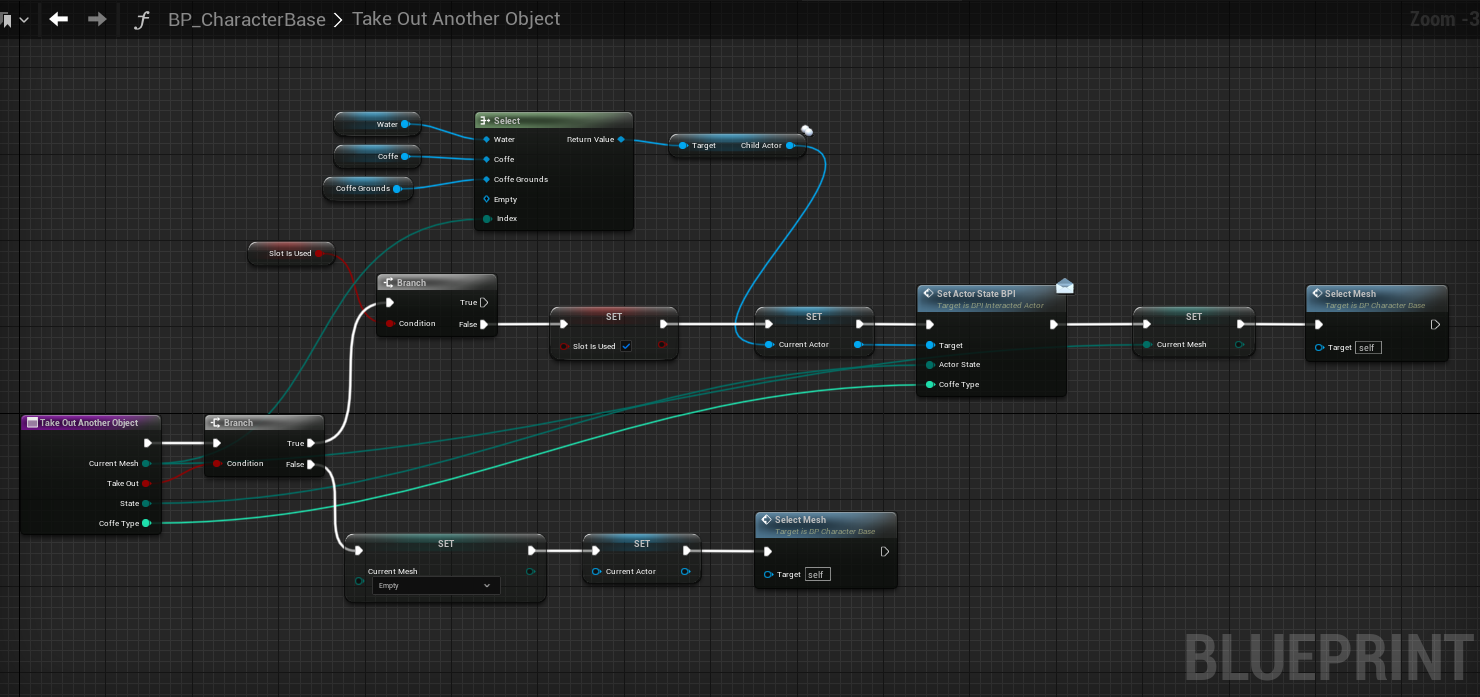 BP_CharacterBase > Take Out Another Object
Zoom -3
Water
Coffe
Coffe Grounds
Select
Water
Return Value
Coffe
Coffe Grounds
Empty
Index
Target
Child Actor
Slot Is Used
Branch
True
Condition
False
SET
Slot Is Used
SET
Current Actor
Set Actor State BPI
Target is BPI Interacted Actor
Target
Actor State
Coffe Type
SET
Current Mesh
Select Mesh
Target is BP Character Base
Target
self
Take Out Another Object
Current Mesh
Take Out
State
Coffe Type
Branch
True
Condition
False
SET
Current Mesh
Empty
SET
Current Actor
Select Mesh
Target is BP Character Base
Target
self
BLUEPRINT